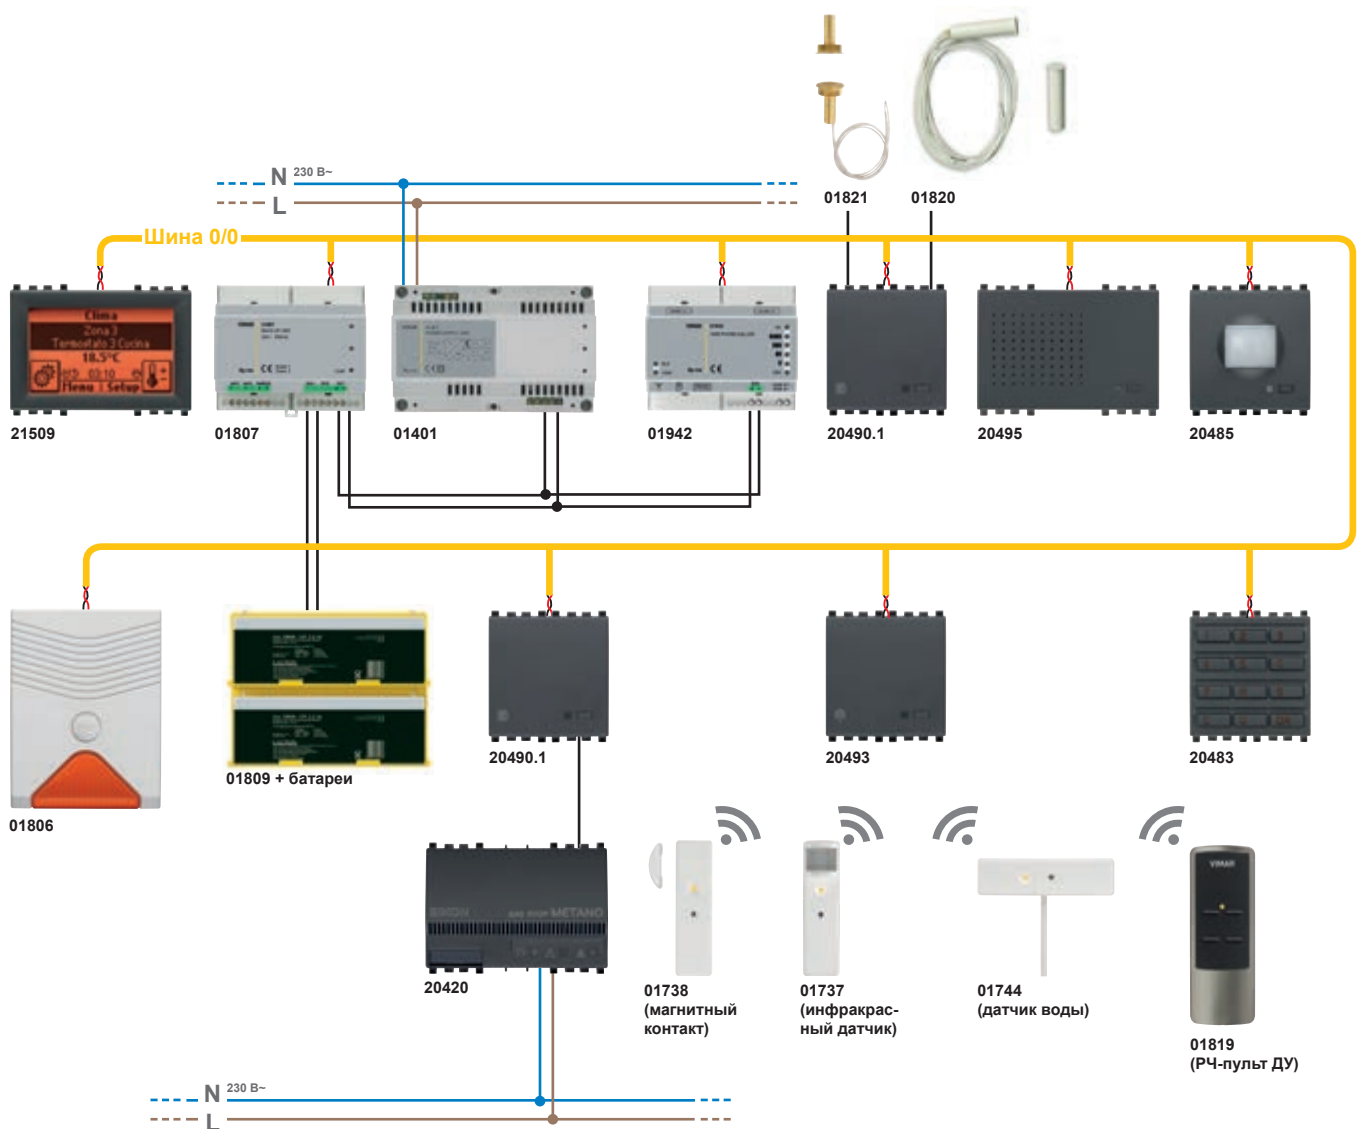 01821
01820
N 230 В~
L
Шина 0/0
Clima
Zona 3
Termostato 3 Cocina
18.5°C
03:10
Menu
Setup
21509
01807
01401
01942
20490.1
20495
20485
01806
01809 + батареи
20490.1
20493
20483
METANO
20420
01738
(магнитный
контакт)
01737
(инфракрас-
ный датчик)
01744
(датчик воды)
VIMAR
01819
(РЧ-пульт ДУ)
N 230 В~
L